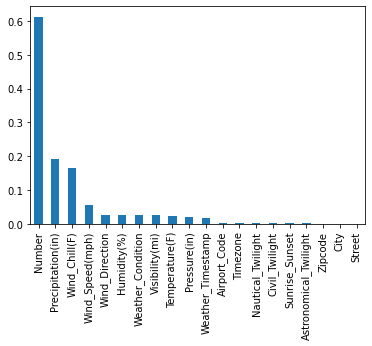 0.6
0.5
0.4
0.3
0.2
0.1
0.0
Number
Precipitation(in)
Wind_Chill(F)
Wind_Speed(mph)
Wind_Direction
Humidity(%)
Weather_Condition
Visibility(mi)
Temperature(F)
Pressure(in)
Weather_Timestamp
Airport_Code
Timezone
Nautical_Twilight
Civil_Twilight
Sunrise_Sunset
Astronomical_Twilight
Zipcode
City
Street